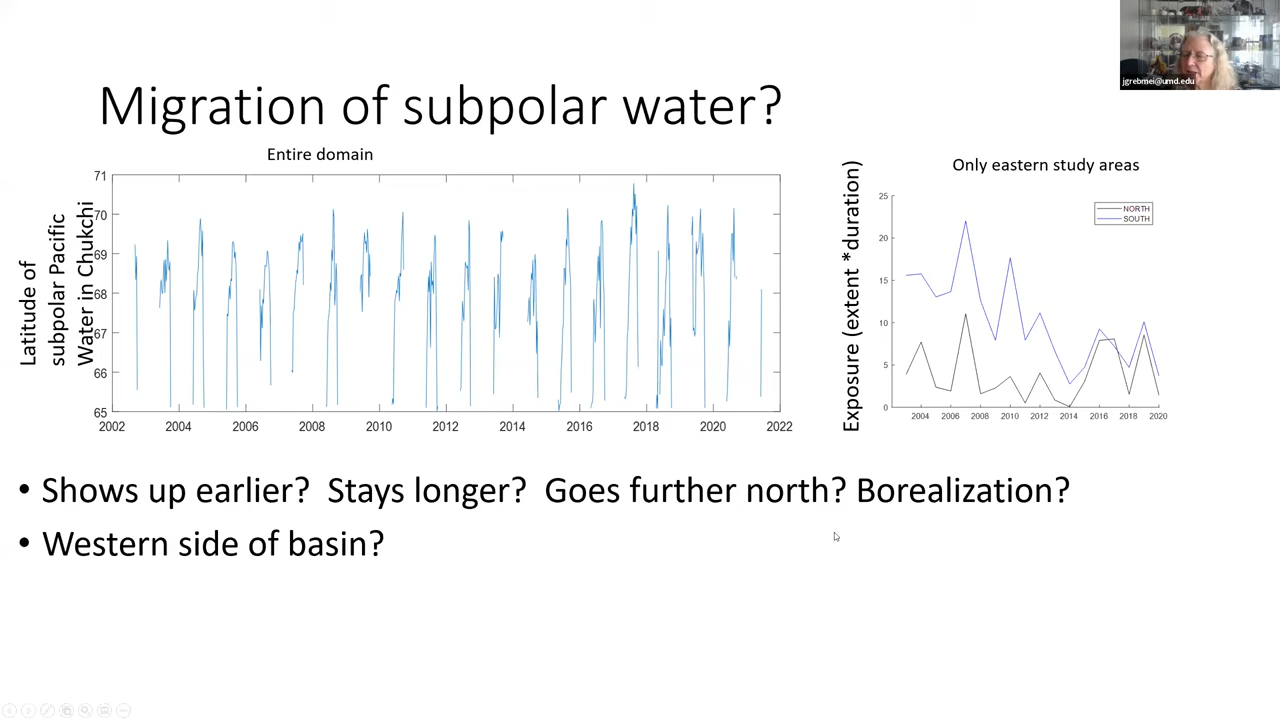 jgrebmei@umd.edu
Migration of subpolar water?
Entire domain
Latitude of
subpolar Pacific
Water in Chukchi
71
70
69
68
67
66
65
2002 2004 2006 2008 2010 2012 2014 2016 2018 2020 2022
Only eastern study areas
Exposure (extent *duration)
25
20
15
10
5
0
NORTH
SOUTH
2004 2006 2008 2010 2012 2014 2016 2018 2020
• Shows up earlier? Stays longer? Goes further north? Borealization?
• Western side of basin?